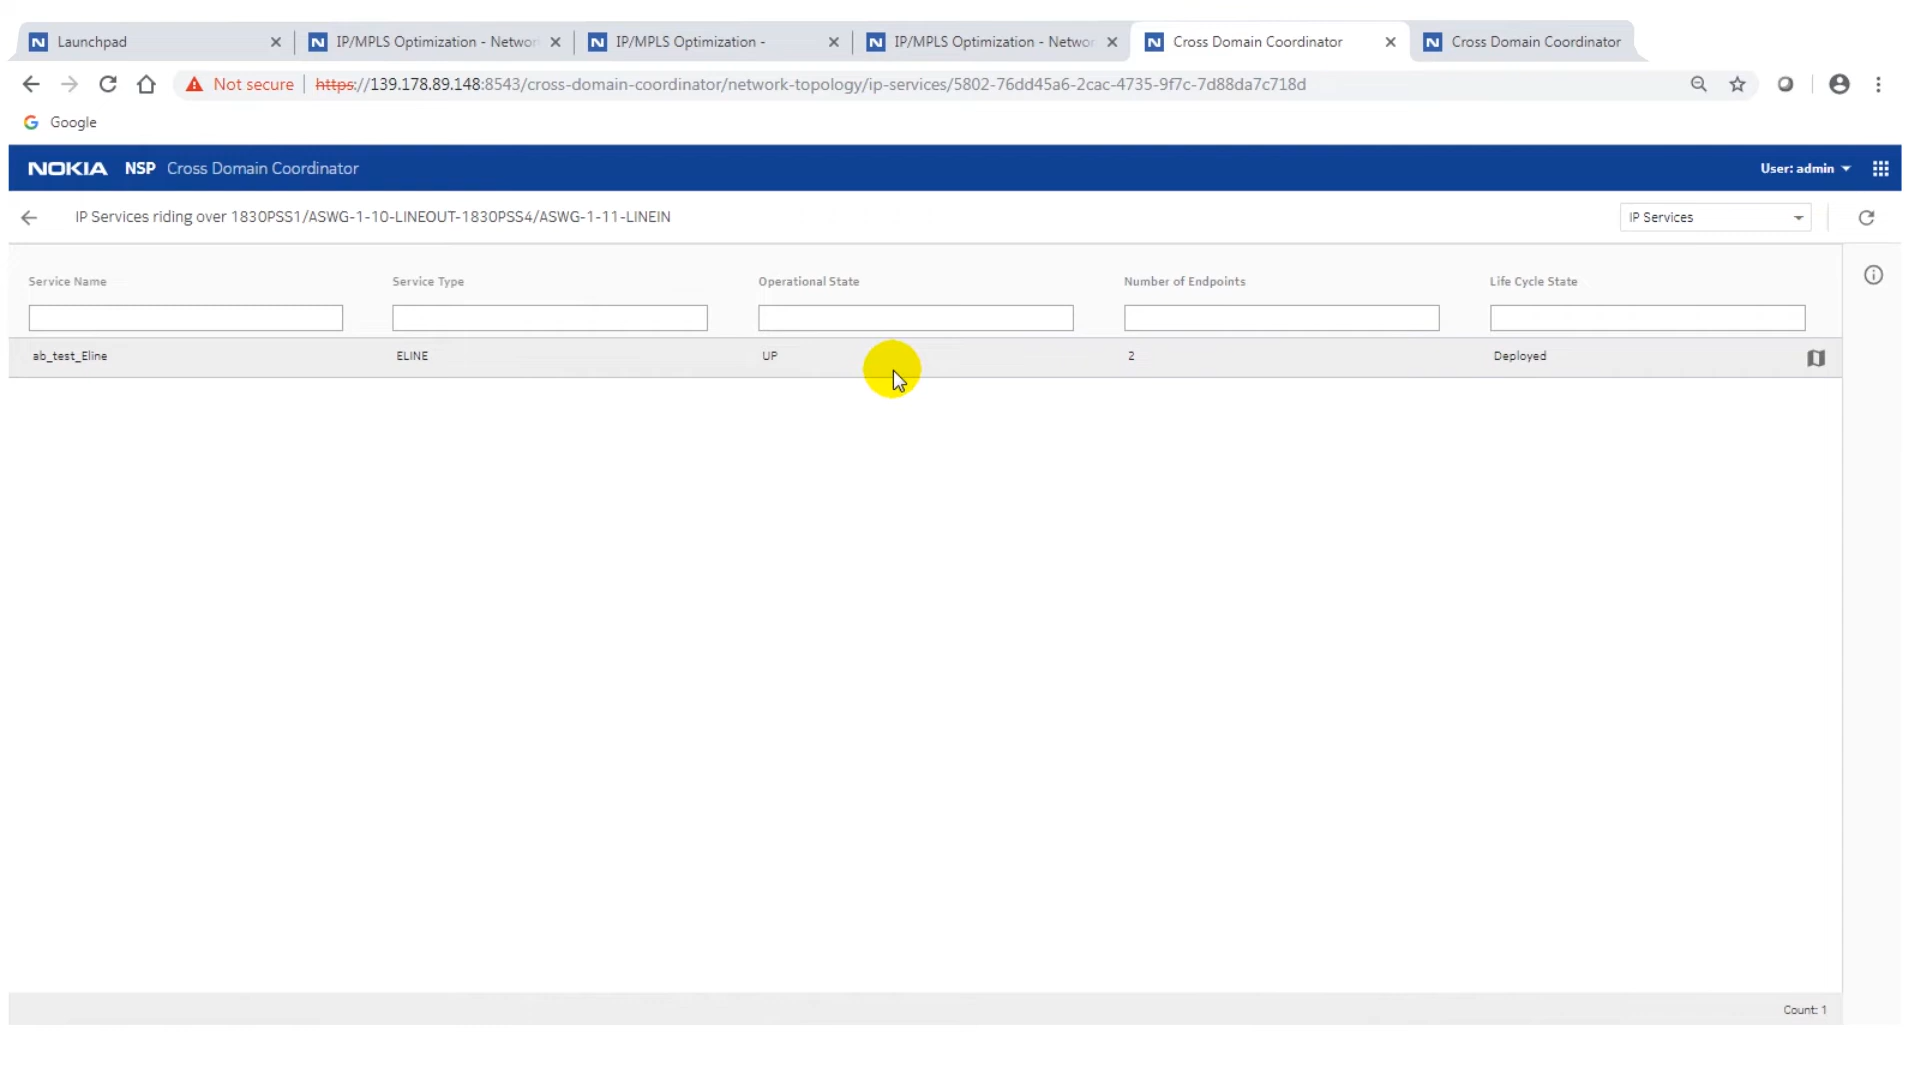 Launchpad
IP/MPLS Optimization - Networ
IP/MPLS Optimization -
IP/MPLS Optimization - Networ
Cross Domain Coordinator
Cross Domain Coordinator
Not secure
https://139.178.89.148:8543/cross-domain-coordinator/network-topology/ip-services/5802-76dd45a6-2cac-4735-9f7c-7d88da7c718d
Google
NOKIA NSP Cross Domain Coordinator
User: admin
IP Services riding over 1830PSS1/ASWG-1-10-LINEOUT-1830PSS4/ASWG-1-11-LINEIN
IP Services
Service Name Service Type Operational State Number of Endpoints Life Cycle State
ab_test_Eline ELINE UP 2 Deployed
Count: 1